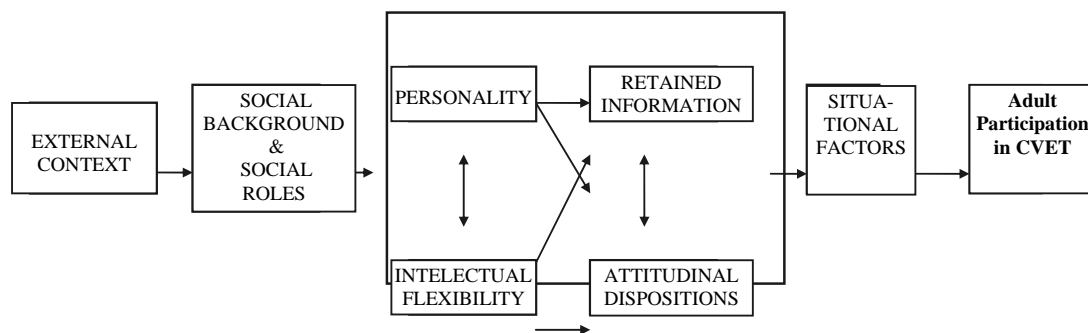 EXTERNAL
CONTEXT
SOCIAL
BACKGROUND
&
SOCIAL
ROLES
PERSONALITY
RETAINED
INFORMATION
INTELECTUAL
FLEXIBILITY
ATTITUDINAL
DISPOSITIONS
SITUA-
TIONAL
FACTORS
Adult
Participation
in CVET